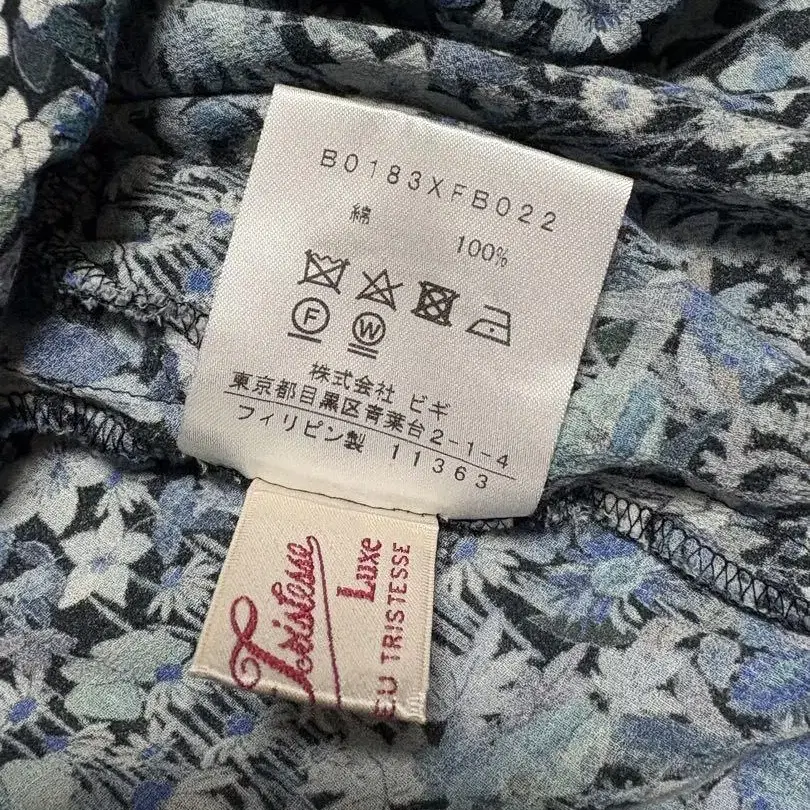 B0183XFB022
綿 100%
F W
株式会社 ビギ
東京都目黒区青葉台2-1-4
フィリピン製 11363
Tristesse
Luxe
EU TRISTESSE